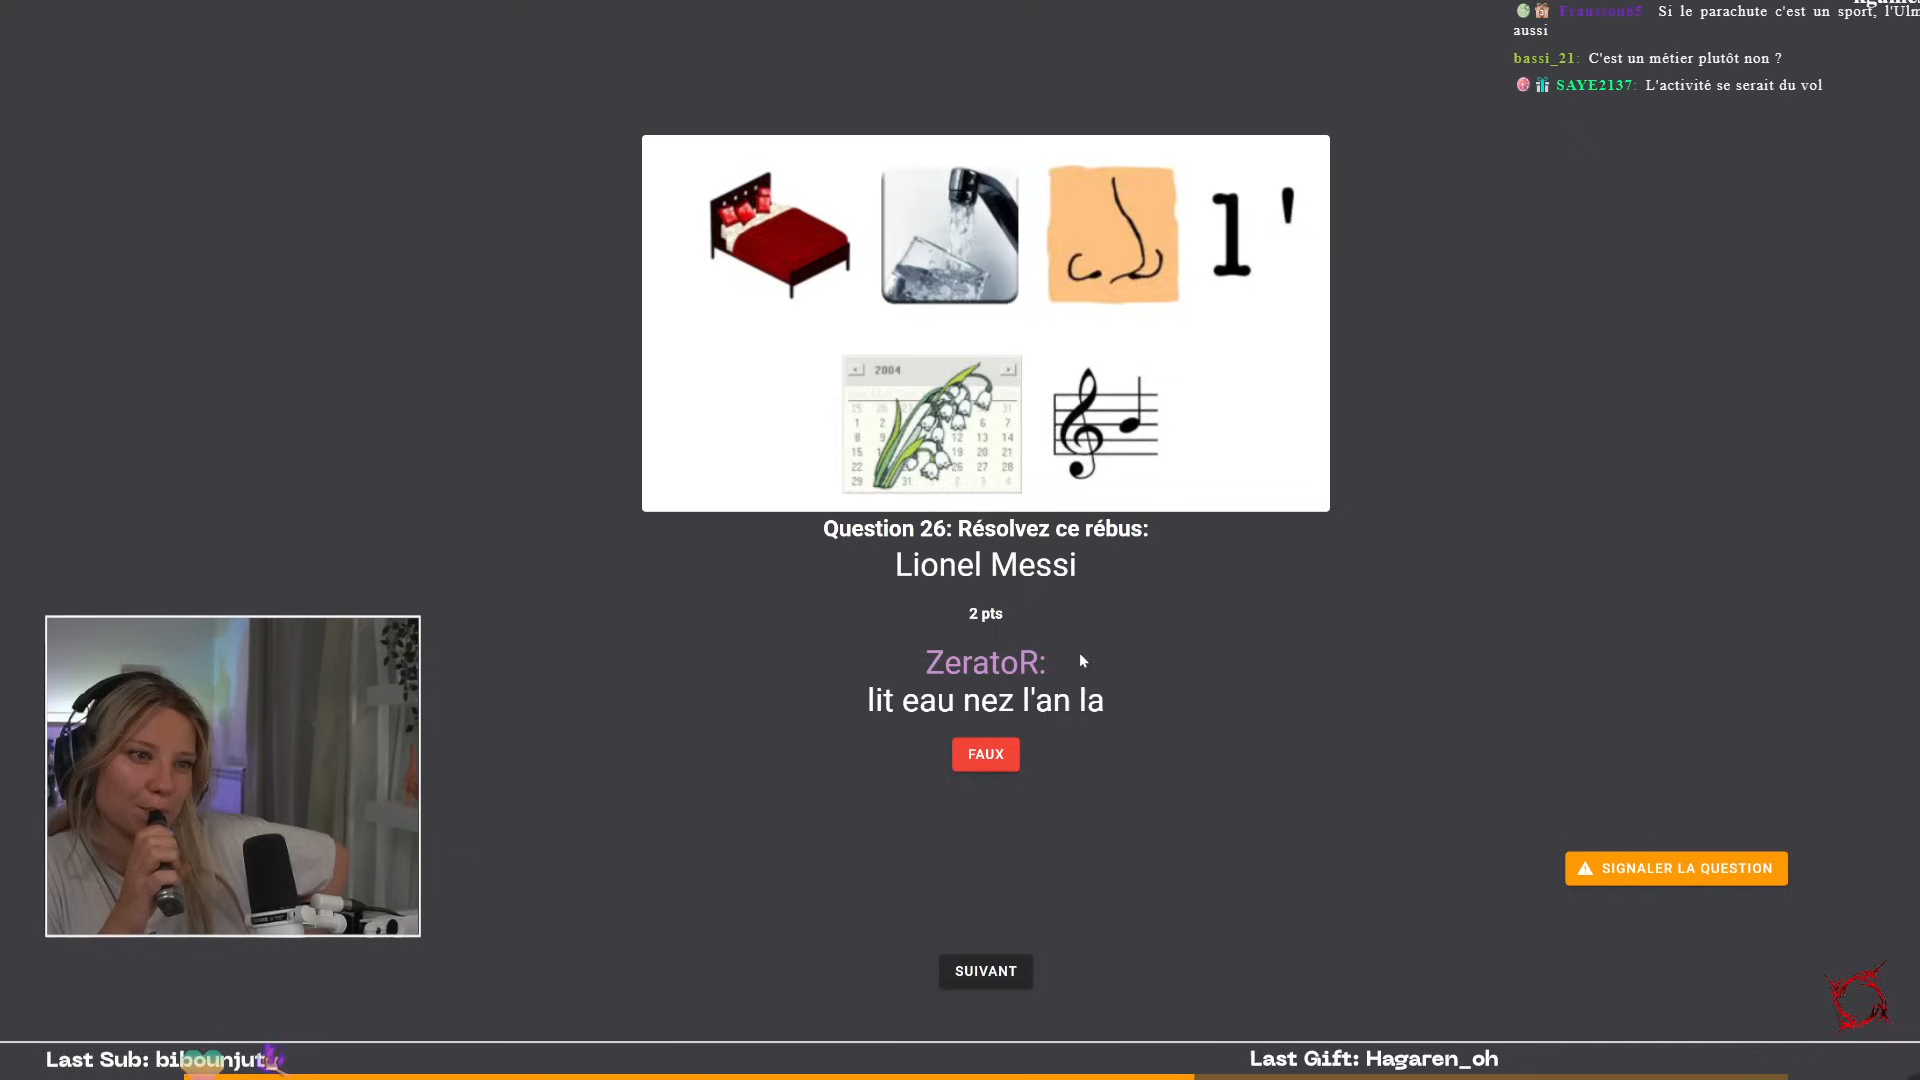 Fraussou65 Si le parachute c'est un sport, l'Ulm
aussi
bassi_21: C'est un métier plutôt non ?
SAYE2137: L'activité se serait du vol
l'
2004
Question 26: Résolvez ce rébus:
Lionel Messi
2 pts
ZeratoR:
lit eau nez l'an la
FAUX
SIGNALER LA QUESTION
SUIVANT
Last Sub: bibounjut
Last Gift: Hagaren_oh